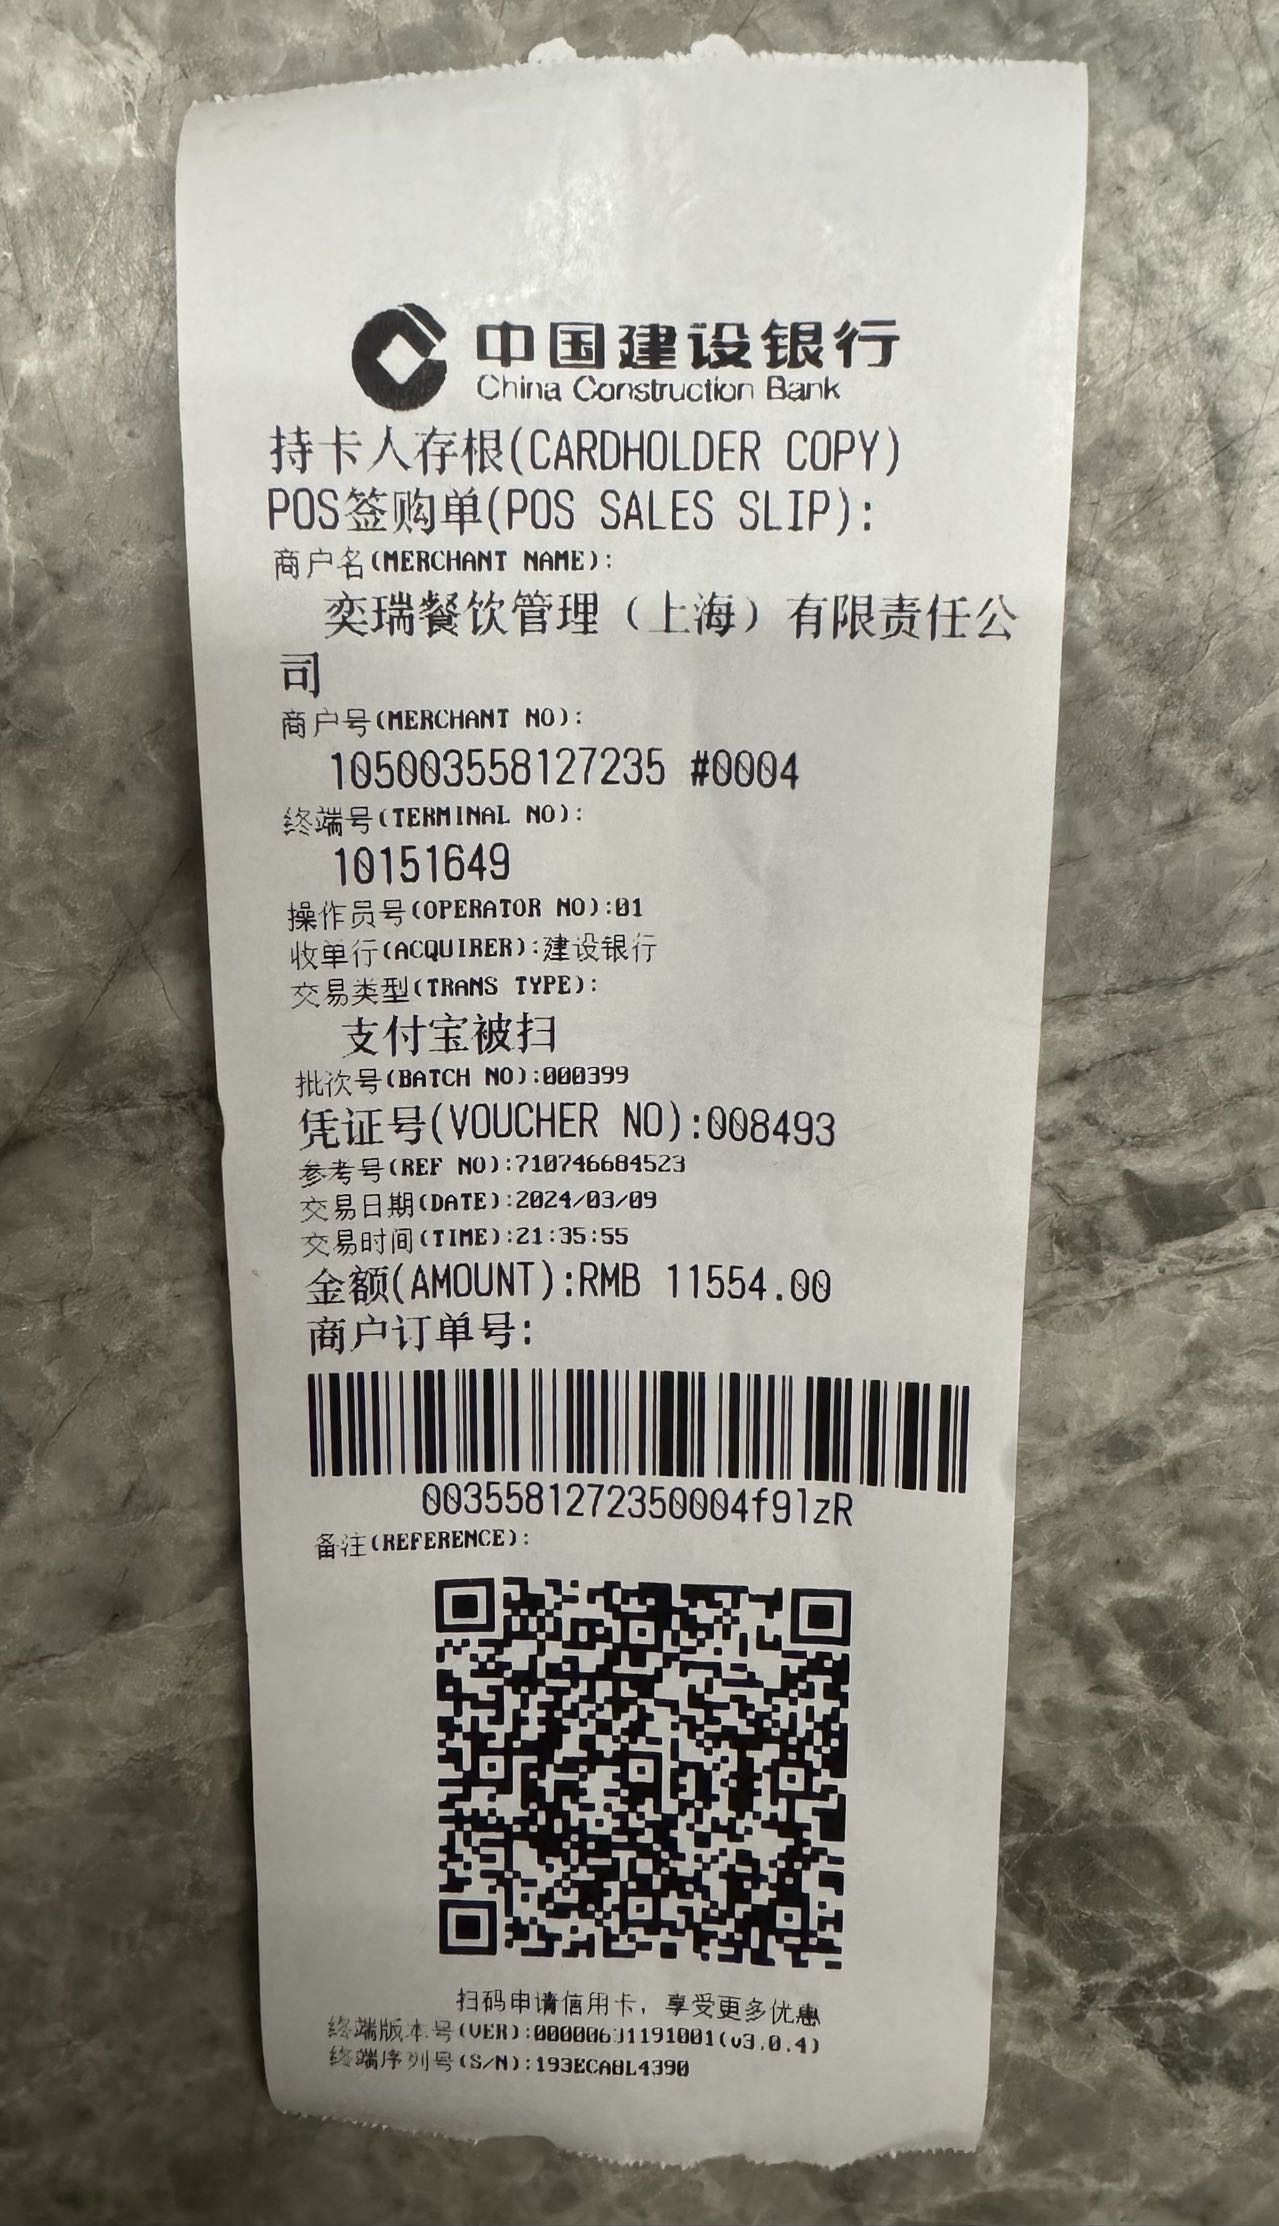 中国建设银行
China Construction Bank
持卡人存根(CARDHOLDER COPY)
POS签购单(POS SALES SLIP):
商户名(MERCHANT NAME):
奕瑞餐饮管理（上海）有限责任公
司
商户号(MERCHANT NO):
105003558127235 #0004
终端号(TERMINAL NO):
10151649
操作员号(OPERATOR NO):01
收单行(ACQUIRER):建设银行
交易类型(TRANS TYPE):
支付宝被扫
批次号(BATCH NO):000399
凭证号(VOUCHER NO):008493
参考号(REF NO):710746684523
交易日期(DATE):2024/03/09
交易时间(TIME):21:35:55
金额(AMOUNT):RMB 11554.00
商户订单号:
0035581272350004f9lzR
备注(REFERENCE):
扫码申请信用卡，享受更多优惠
终端版本号(VER):00000631191001(v3.0.4)
终端序列号(S/N):193ECA8L4390